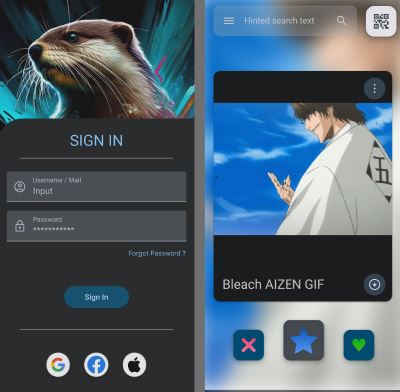 SIGN IN
Username / Mail
Input
Password
***********
Forgot Password ?
Sign In
Hinted search text
五
Bleach AIZEN GIF